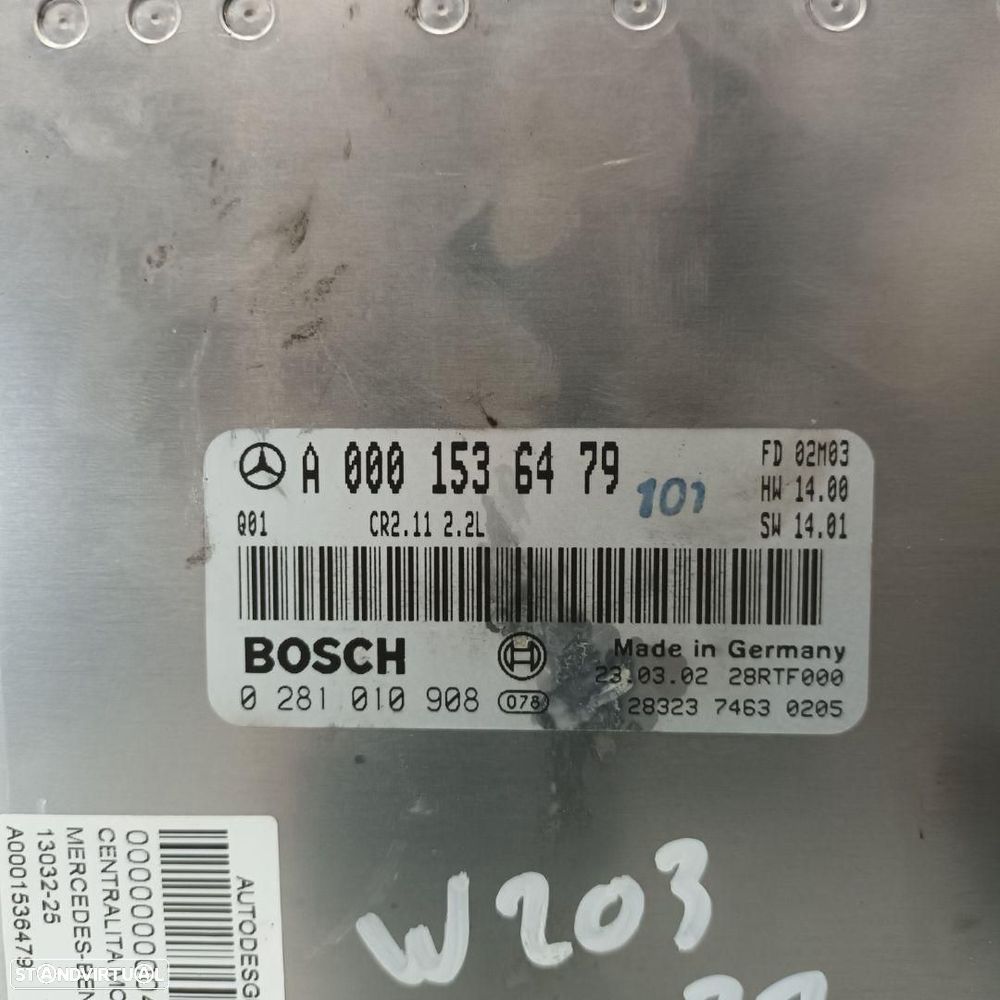 A 000 153 64 79
101
FD 02M03
HW 14.00
Q01 CR2.11 2.2L
SW 14.01
BOSCH
Made in Germany
23.03.02 28RTF000
0 281 010 908 078
28323 7463 0205
W203
AUTODESG
CENTRALITA MO
MERCEDES-BEN
13032-25
A0001536479
STANDVIRTUAL